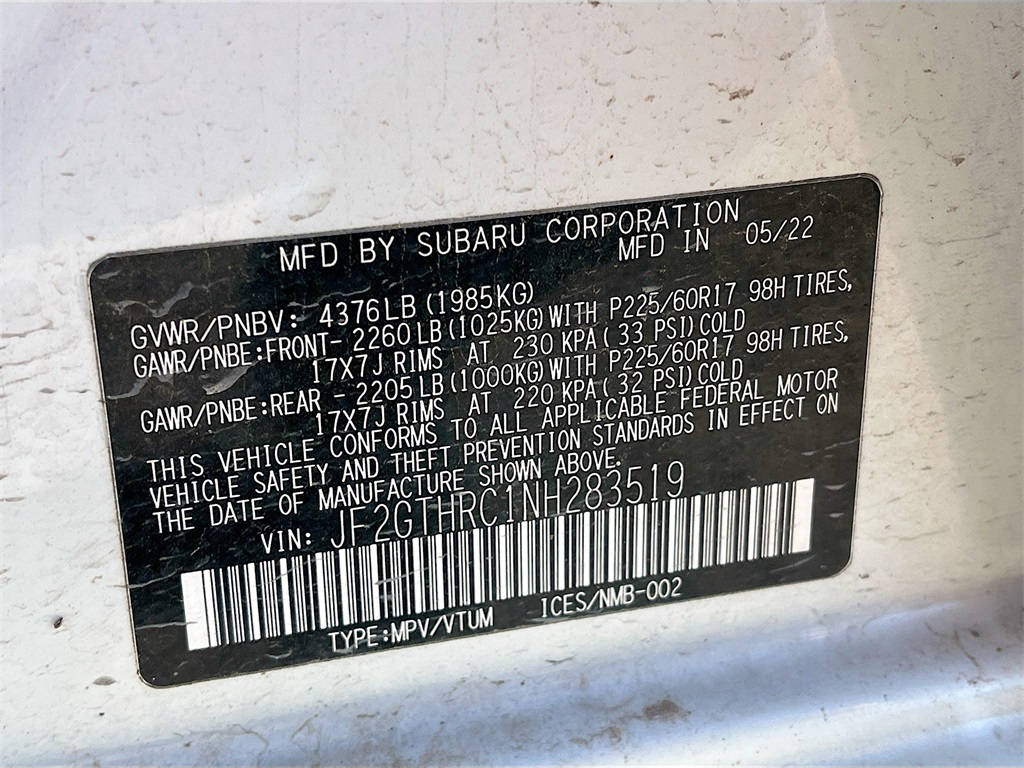 MFD BY SUBARU CORPORATION
MFD IN 05/22
GVWR/PNBV: 4376LB (1985KG)
GAWR/PNBE:FRONT- 2260LB (1025KG) WITH P225/60R17 98H TIRES,
17X7J RIMS AT 230 KPA( 33 PSI) COLD
GAWR/PNBE:REAR - 2205LB (1000KG) WITH P225/60R17 98H TIRES,
17X7J RIMS AT 220 KPA( 32 PSI) COLD
THIS VEHICLE CONFORMS TO ALL APPLICABLE FEDERAL MOTOR
VEHICLE SAFETY AND THEFT PREVENTION STANDARDS IN EFFECT ON
THE DATE OF MANUFACTURE SHOWN ABOVE.
VIN: JF2GTHRC1NH283519
TYPE:MPV/VTUM ICES/NMB-002